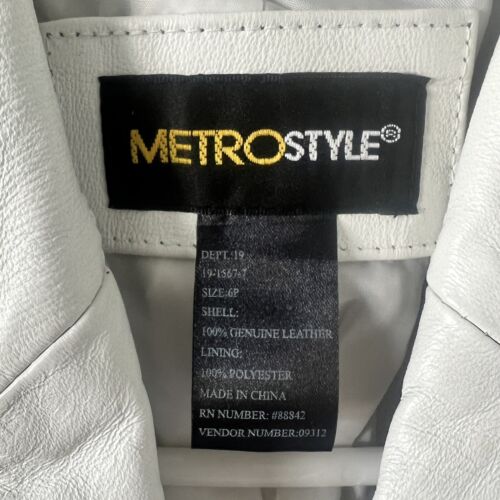 METROSTYLE®
DEPT: 19
19-1567-7
SIZE:6P
SHELL:
100% GENUINE LEATHER
LINING:
100% POLYESTER
MADE IN CHINA
RN NUMBER: #88842
VENDOR NUMBER:09312